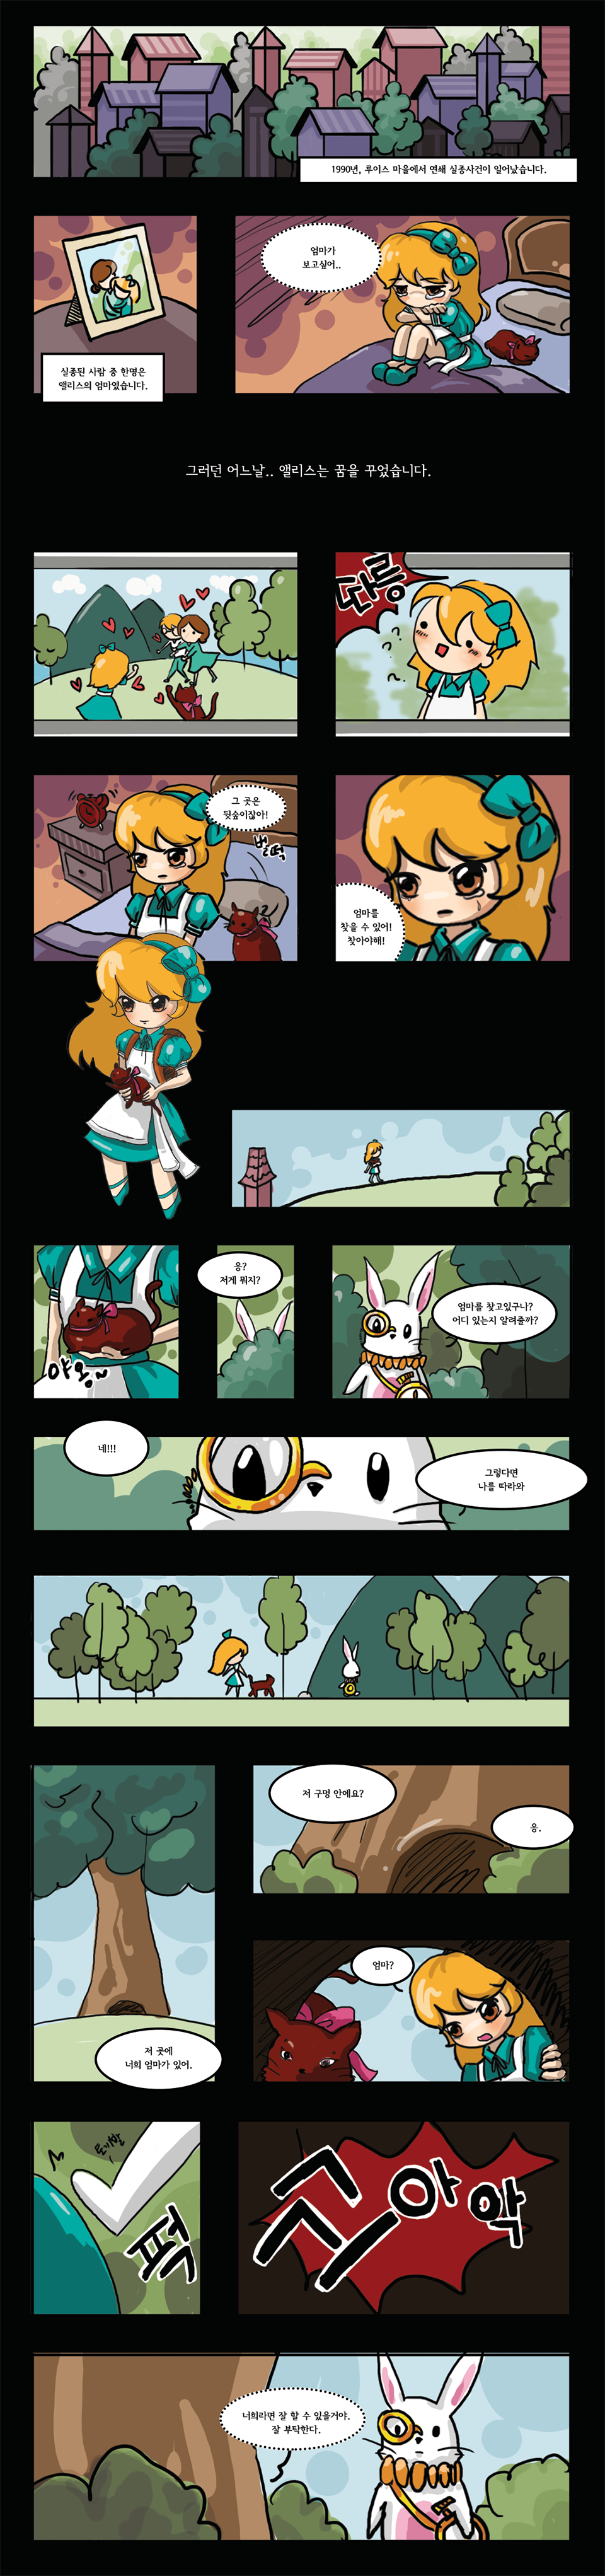 1990년, 루이스 마을에서 연쇄 실종사건이 일어났습니다.
엄마가
보고싶어..
실종된 사람 중 한명은
앨리스의 엄마였습니다.
그러던 어느날.. 앨리스는 꿈을 꾸었습니다.
따릉
그 곳은
뒷숲이잖아!
벌떡
엄마를
찾을 수 있어!
찾아야해!
야옹~
응?
저게 뭐지?
엄마를 찾고있구나?
어디 있는지 알려줄까?
네!!!
그렇다면
나를 따라와
저 구멍 안에요?
응.
저 곳에
너희 엄마가 있어.
엄마?
토끼발
퍽
끄아악
너희라면 잘 할 수 있을거야.
잘 부탁한다.